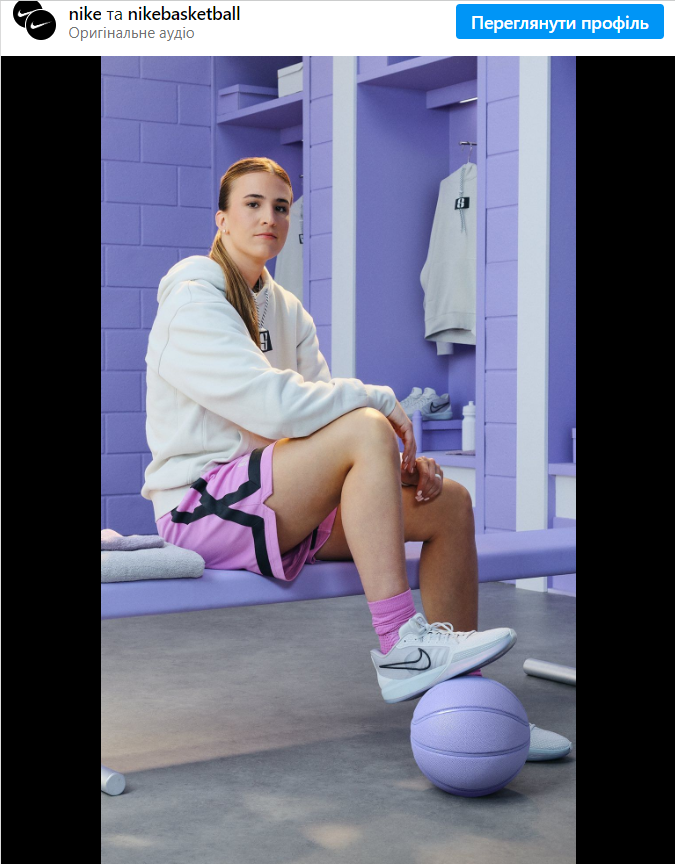 nike та nikebasketball
Оригінальне аудіо
Переглянути профіль